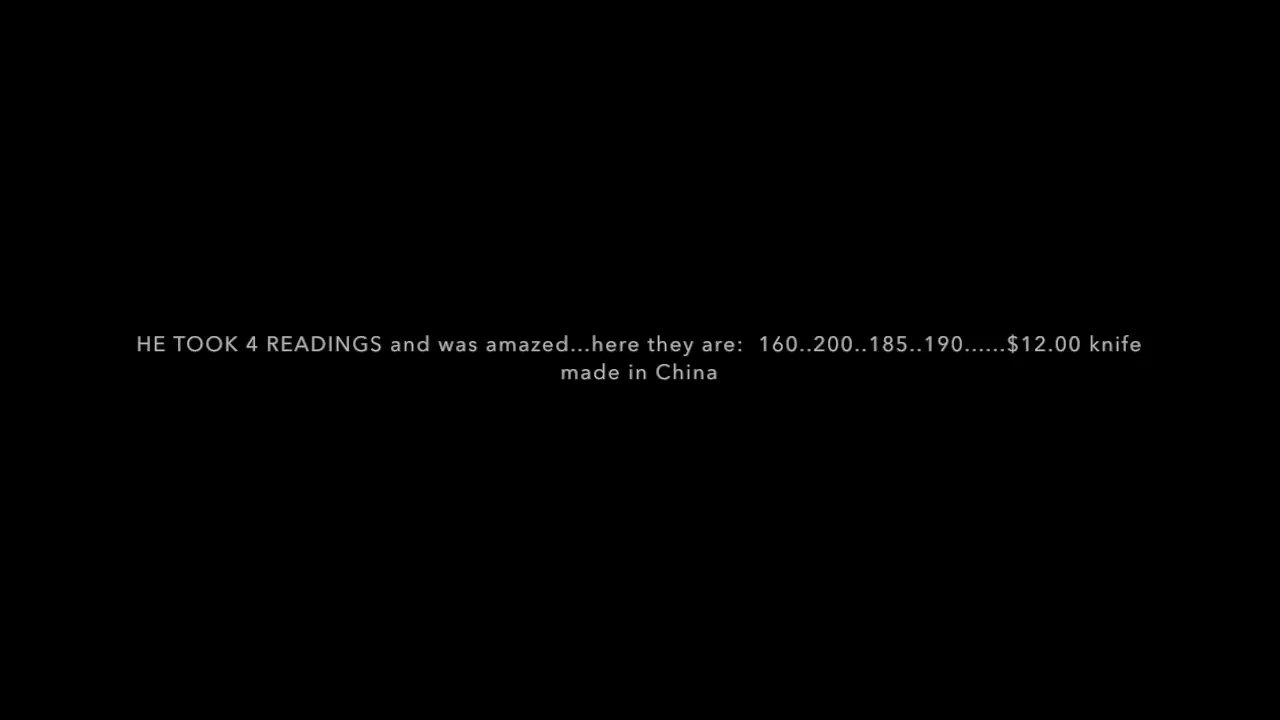 HE TOOK 4 READINGS and was amazed...here they are:  160..200..185..190......$12.00 knife
made in China